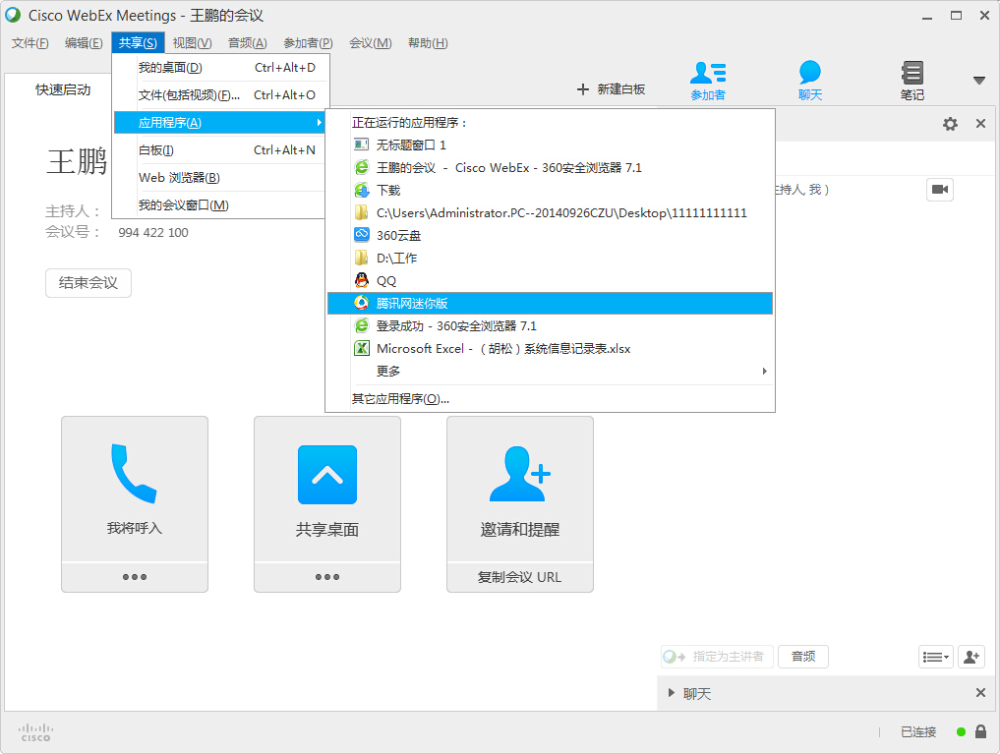 Cisco WebEx Meetings - 王鹏的会议
文件(F) 编辑(E) 共享(S) 视图(V) 音频(A) 参加者(P) 会议(M) 帮助(H)
快速启动
新建白板
参加者
聊天
笔记
我的桌面(D) Ctrl+Alt+D
文件(包括视频)(F)... Ctrl+Alt+O
应用程序(A)
白板(I) Ctrl+Alt+N
Web 浏览器(B)
我的会议窗口(M)
正在运行的应用程序：
无标题窗口 1
王鹏的会议 - Cisco WebEx - 360安全浏览器 7.1
下载
C:\Users\Administrator.PC--20140926CZU\Desktop\11111111111
360云盘
D:\工作
QQ
腾讯网迷你版
登录成功 - 360安全浏览器 7.1
Microsoft Excel - （胡松）系统信息记录表.xlsx
更多
其它应用程序(O)...
王鹏
主持人：
会议号： 994 422 100
结束会议
主持人, 我）
我将呼入
共享桌面
邀请和提醒
复制会议 URL
指定为主讲者
音频
聊天
CISCO
已连接